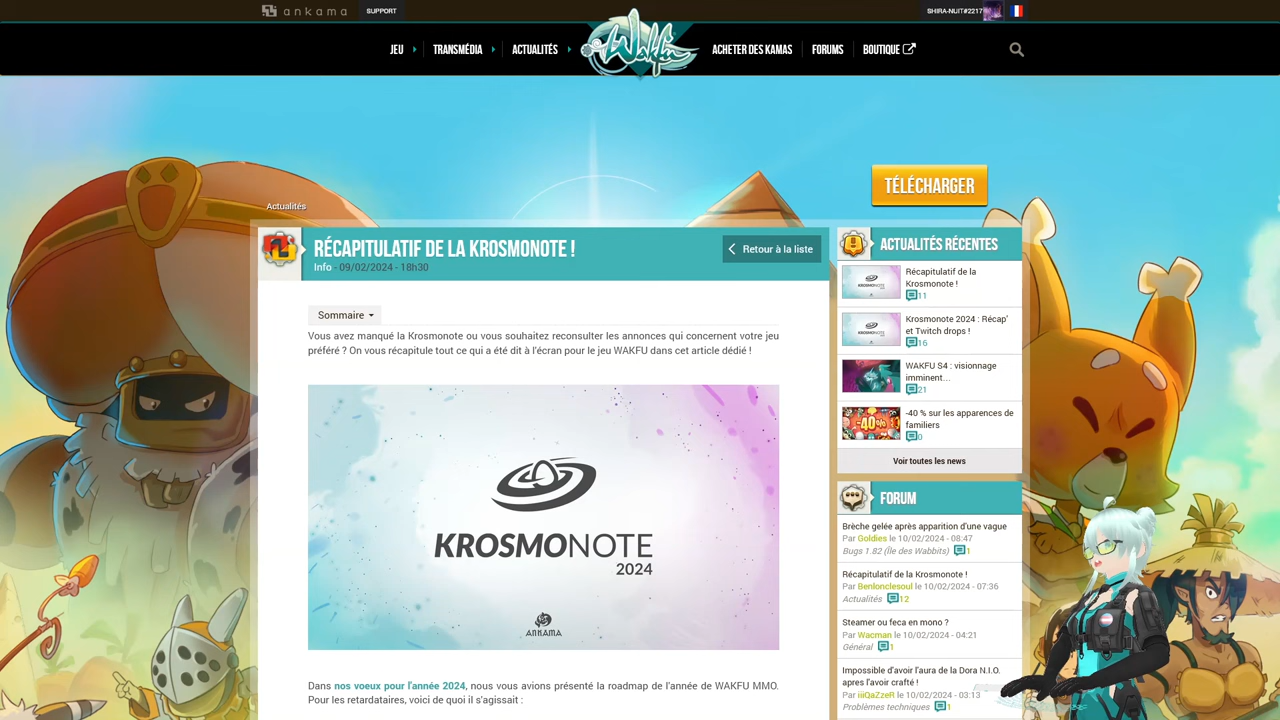 ankama
SUPPORT
SHIRA-NUIT#2217
JEU
TRANSMÉDIA
ACTUALITÉS
Wakfu
ACHETER DES KAMAS
FORUMS
BOUTIQUE
TÉLÉCHARGER
Actualités
RÉCAPITULATIF DE LA KROSMONOTE !
Info - 09/02/2024 - 18h30
Retour à la liste
Sommaire
Vous avez manqué la Krosmonote ou vous souhaitez reconsulter les annonces qui concernent votre jeu
préféré ? On vous récapitule tout ce qui a été dit à l'écran pour le jeu WAKFU dans cet article dédié !
KROSMONOTE
2024
ANKAMA
Dans nos voeux pour l'année 2024, nous vous avions présenté la roadmap de l'année de WAKFU MMO.
Pour les retardataires, voici de quoi il s'agissait :
ACTUALITÉS RÉCENTES
KROSMONOTE
Récapitulatif de la
Krosmonote !
11
KROSMONOTE
Krosmonote 2024 : Récap'
et Twitch drops !
16
WAKFU S4 : visionnage
imminent...
21
-40%
-40 % sur les apparences de
familiers
0
Voir toutes les news
FORUM
Brèche gelée après apparition d'une vague
Par Goldies le 10/02/2024 - 08:47
Bugs 1.82 (Île des Wabbits) 1
Récapitulatif de la Krosmonote !
Par Benlonclesoul le 10/02/2024 - 07:36
Actualités 12
Steamer ou feca en mono ?
Par Wacman le 10/02/2024 - 04:21
Général 1
Impossible d'avoir l'aura de la Dora N.I.O.
apres l'avoir crafté !
Par iiiQaZzeR le 10/02/2024 - 03:13
Problèmes techniques 1